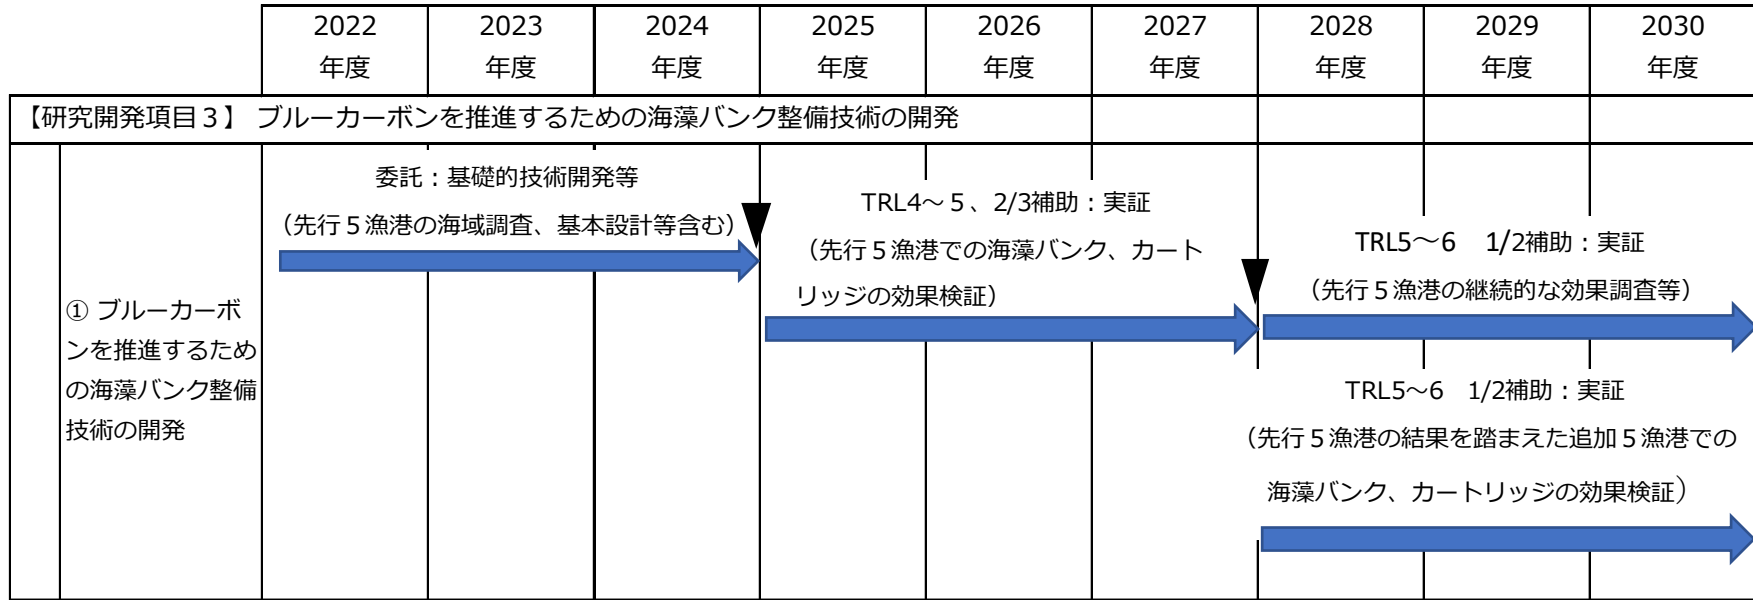 2022 2023 2024 2025 2026 2027 2028 2029 2030
年度 年度 年度 年度 年度 年度 年度 年度 年度
【研究開発項目３】 ブルーカーボンを推進するための海藻バンク整備技術の開発
① ブルーカーボ
ンを推進するため
の海藻バンク整備
技術の開発
委託：基礎的技術開発等
（先行５漁港の海域調査、基本設計等含む）
TRL4～５、2/3補助：実証
（先行５漁港での海藻バンク、カート
リッジの効果検証）
TRL5～6　1/2補助：実証
（先行５漁港の継続的な効果調査等）
TRL5～6　1/2補助：実証
（先行５漁港の結果を踏まえた追加５漁港での
海藻バンク、カートリッジの効果検証）